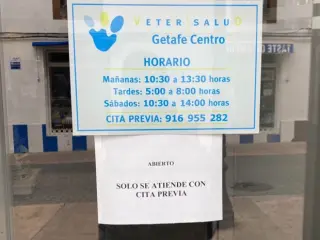 VETER SALUD
Getafe Centro
HORARIO
Mañanas: 10:30 a 13:30 horas
Tardes: 5:00 a 8:00 horas
Sábados: 10:30 a 14:00 horas
CITA PREVIA: 916 955 282
TASTE
ABIERTO
SOLO SE ATIENDE CON
CITA PREVIA